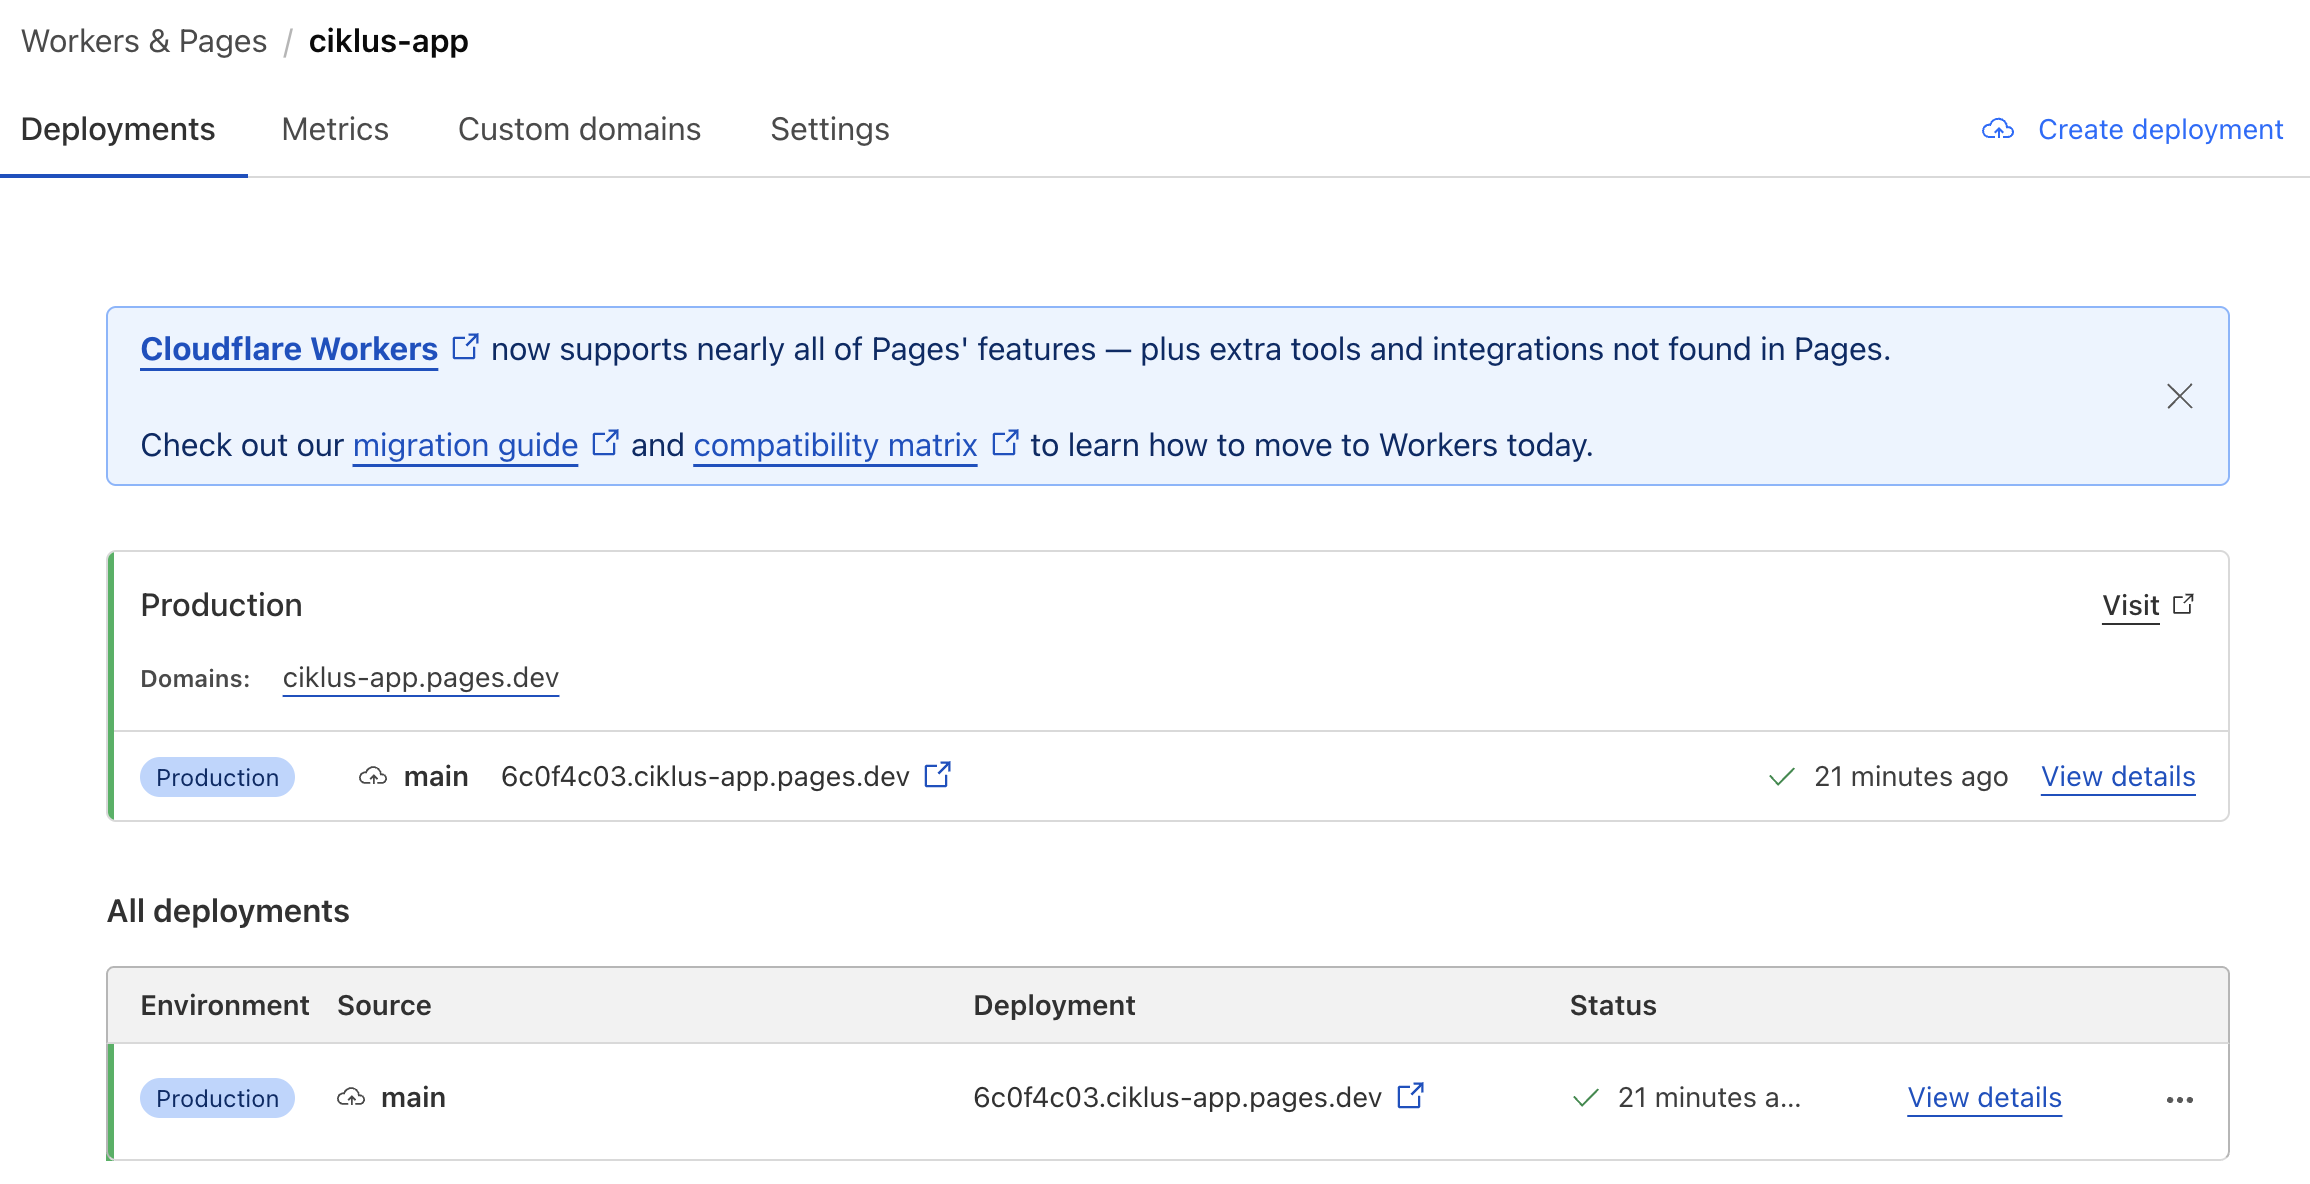 Workers & Pages / ciklus-app
Deployments Metrics Custom domains Settings Create deployment
Cloudflare Workers now supports nearly all of Pages' features — plus extra tools and integrations not found in Pages.
Check out our migration guide and compatibility matrix to learn how to move to Workers today.
Production Visit
Domains: ciklus-app.pages.dev
Production main 6c0f4c03.ciklus-app.pages.dev 21 minutes ago View details
All deployments
Environment Source Deployment Status
Production main 6c0f4c03.ciklus-app.pages.dev 21 minutes a... View details